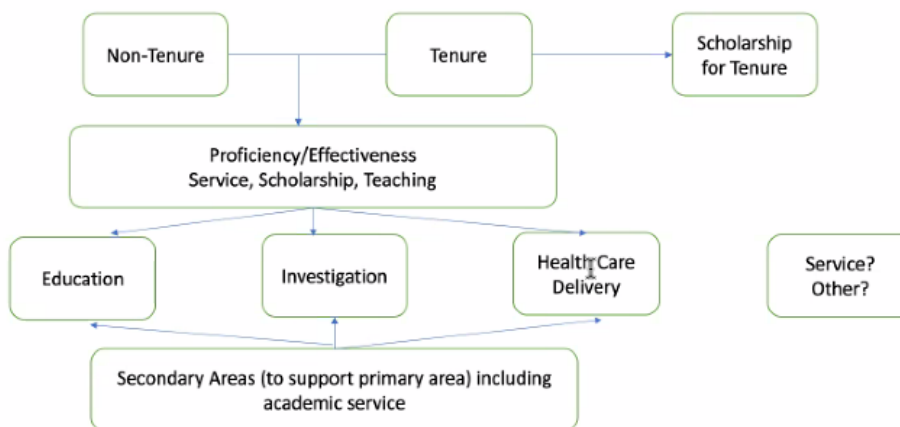 Non-Tenure
Tenure
Scholarship
for Tenure
Proficiency/Effectiveness
Service, Scholarship, Teaching
Education
Investigation
Health Care
Delivery
Service?
Other?
Secondary Areas (to support primary area) including
academic service